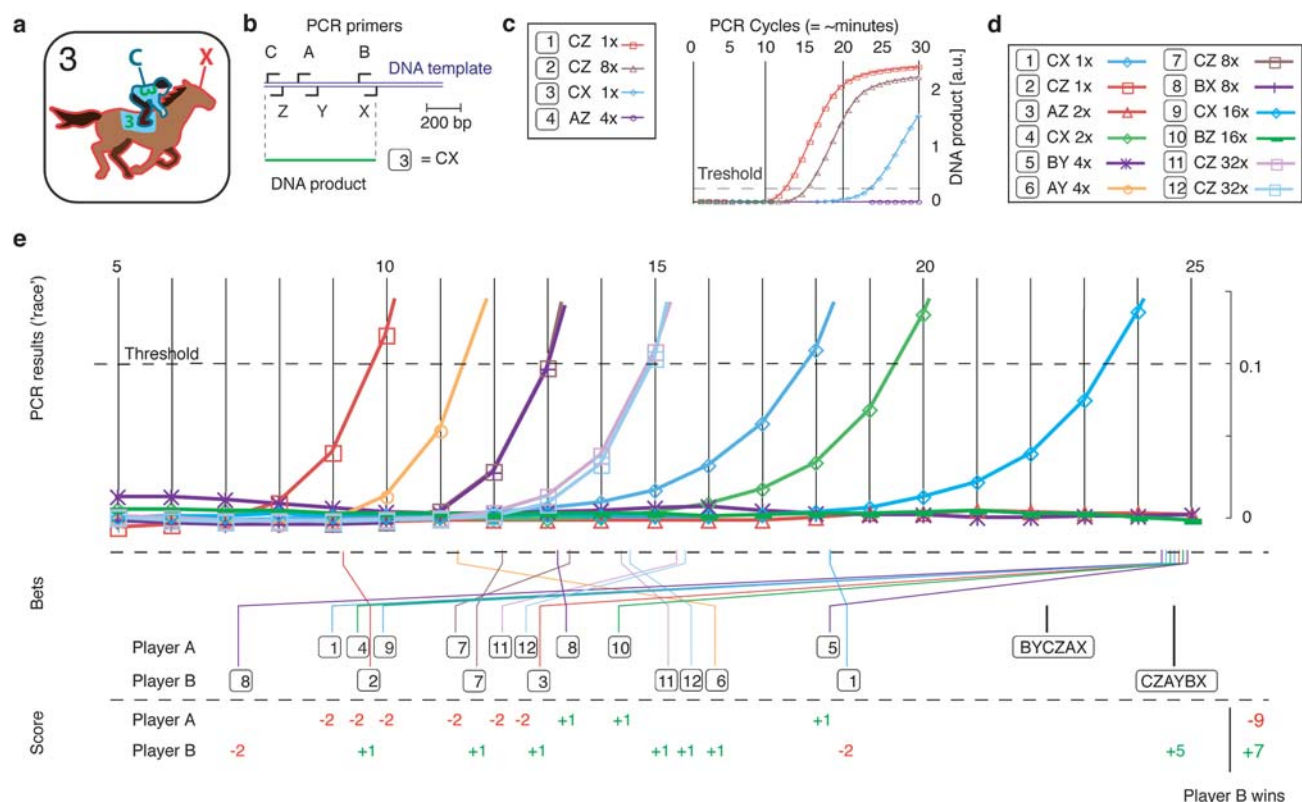 a
3
C
X
3
3
b
PCR primers
C A B
DNA template
Z Y X
200 bp
3 = CX
DNA product
c
1 CZ 1x
2 CZ 8x
3 CX 1x
4 AZ 4x
PCR Cycles (= ~minutes)
0 10 20 30
Treshold
2
1
0
DNA product [a.u.]
d
1 CX 1x
2 CZ 1x
3 AZ 2x
4 CX 2x
5 BY 4x
6 AY 4x
7 CZ 8x
8 BX 8x
9 CX 16x
10 BZ 16x
11 CZ 32x
12 CZ 32x
e
5 10 15 20 25
PCR results ('race')
Threshold
0.1
0
Bets
Player A
1 4 9 7 11 12 8 10 5 BYCZAX
Player B
8 2 7 3 11 12 6 1 CZAYBX
Score
Player A -2 -2 -2 -2 -2 -2 +1 +1 +1 -9
Player B -2 +1 +1 +1 +1 +1 +1 -2 +5 +7
Player B wins